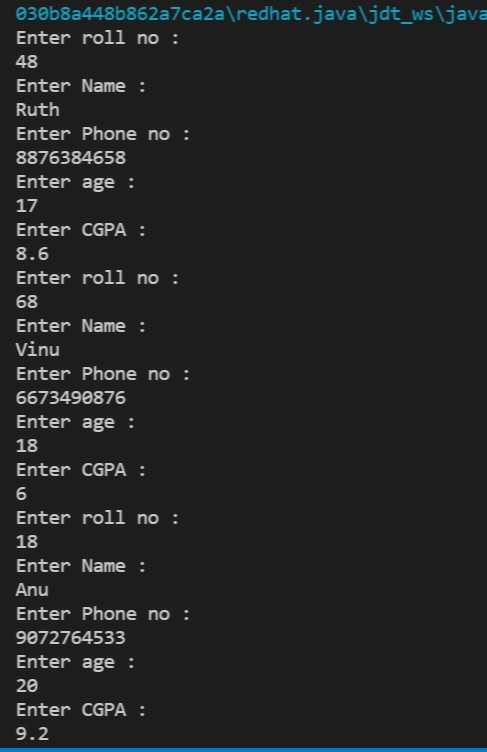 030b8a448b862a7ca2a\redhat.java\jdt_ws\java
Enter roll no :
48
Enter Name :
Ruth
Enter Phone no :
8876384658
Enter age :
17
Enter CGPA :
8.6
Enter roll no :
68
Enter Name :
Vinu
Enter Phone no :
6673490876
Enter age :
18
Enter CGPA :
6
Enter roll no :
18
Enter Name :
Anu
Enter Phone no :
9072764533
Enter age :
20
Enter CGPA :
9.2